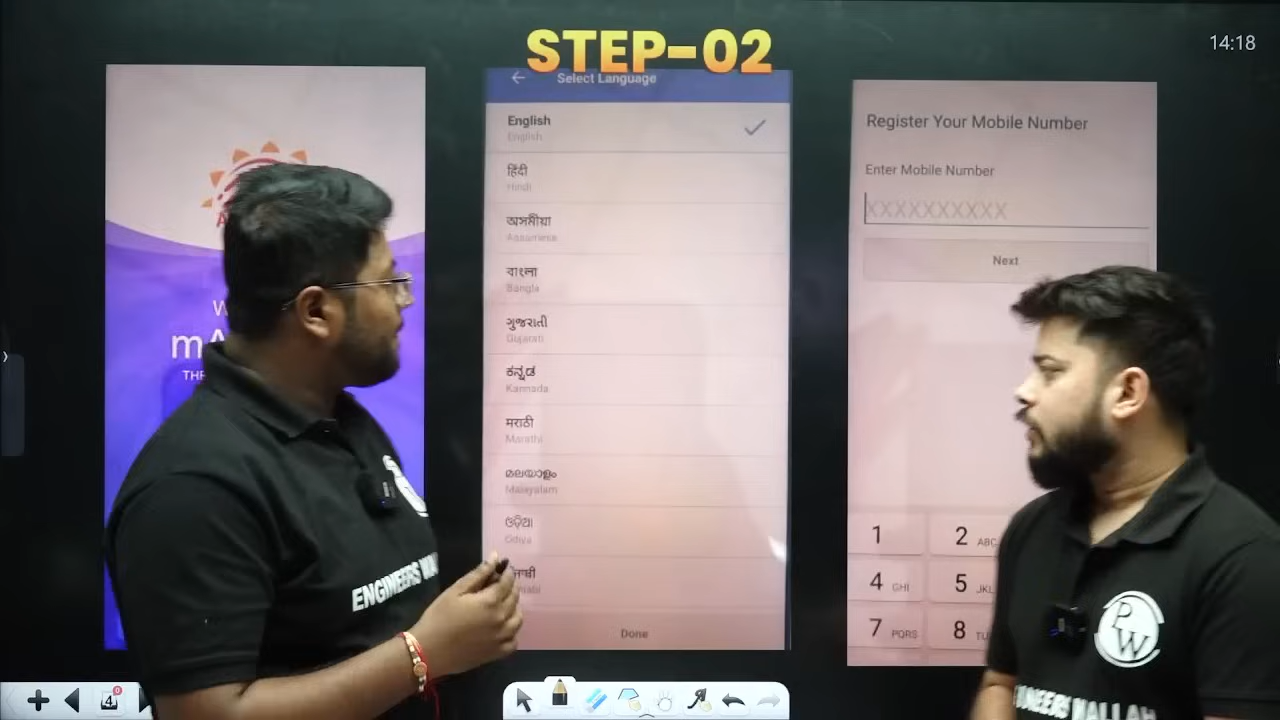 STEP-02
14:18
Select Language
English
English
हिंदी
Hindi
অসমীয়া
Assamese
বাংলা
Bangla
ગુજરાતી
Gujarati
ಕನ್ನಡ
Kannada
मराठी
Marathi
മലയാളം
Malayalam
ଓଡ଼ିଆ
Odiya
Done
Register Your Mobile Number
Enter Mobile Number
XXXXXXXXXX
Next
1
2 ABC
4 GHI
5 JKL
7 PQRS
8
ENGINEERS
PW
WALLAH
4
0